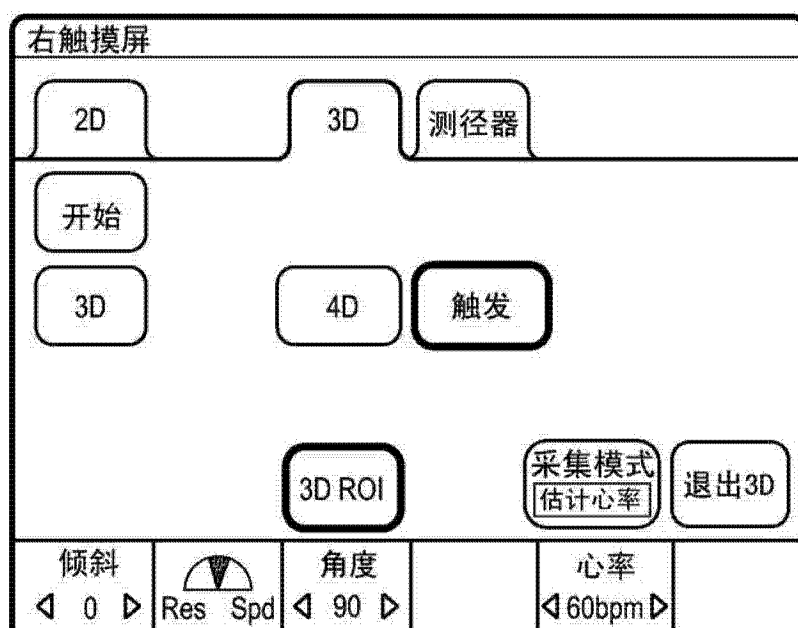 右触摸屏
2D 3D 测径器
开始
3D 4D 触发
3D ROI 采集模式 退出3D
估计心率
倾斜 角度 心率
0 Res Spd 90 60bpm